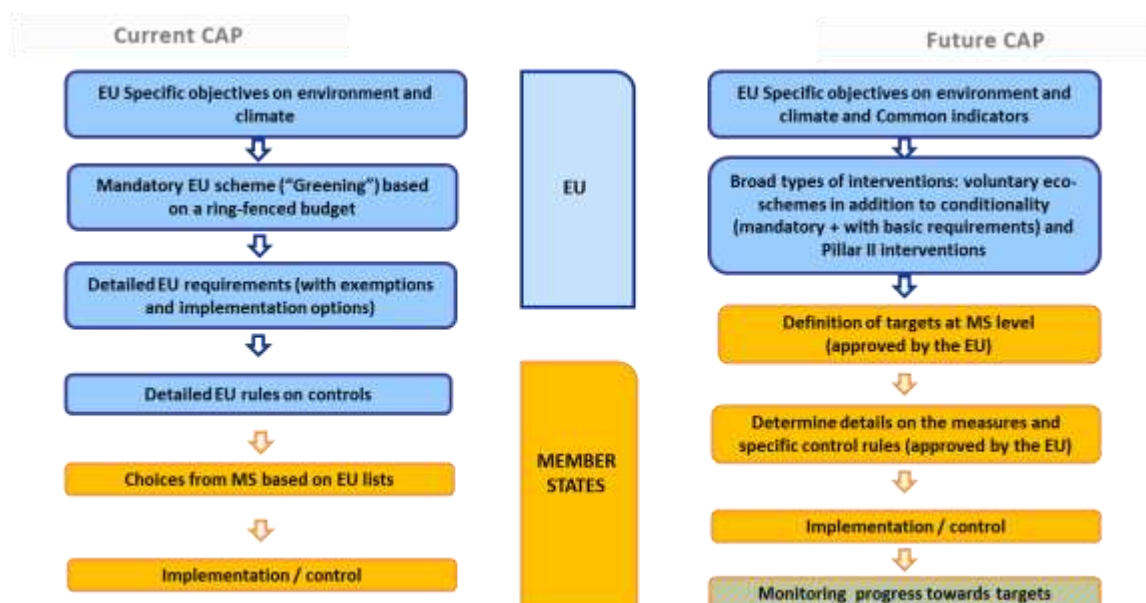 Current CAP
EU Specific objectives on environment and
climate
Mandatory EU scheme ("Greening") based
on a ring-fenced budget
Detailed EU requirements (with exemptions
and implementation options)
Detailed EU rules on controls
Choices from MS based on EU lists
Implementation / control
EU
MEMBER
STATES
Future CAP
EU Specific objectives on environment and
climate and Common indicators
Broad types of interventions: voluntary eco-
schemes in addition to conditionality
(mandatory + with basic requirements) and
Pillar II interventions
Definition of targets at MS level
(approved by the EU)
Determine details on the measures and
specific control rules (approved by the EU)
Implementation / control
Monitoring progress towards targets